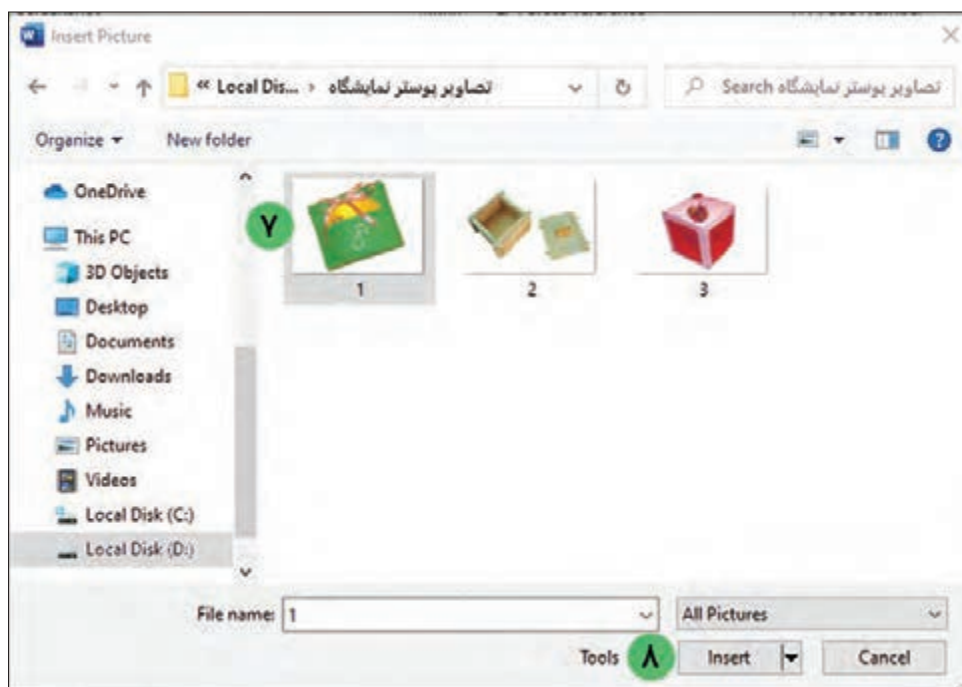 Insert Picture
« Local Dis... › تصاویر پوستر نمایشگاه
Search تصاویر پوستر نمایشگاه
Organize
New folder
OneDrive
This PC
3D Objects
Desktop
Documents
Downloads
Music
Pictures
Videos
Local Disk (C:)
Local Disk (D:)
۷
1
2
3
File name: 1
All Pictures
Tools
۸
Insert
Cancel